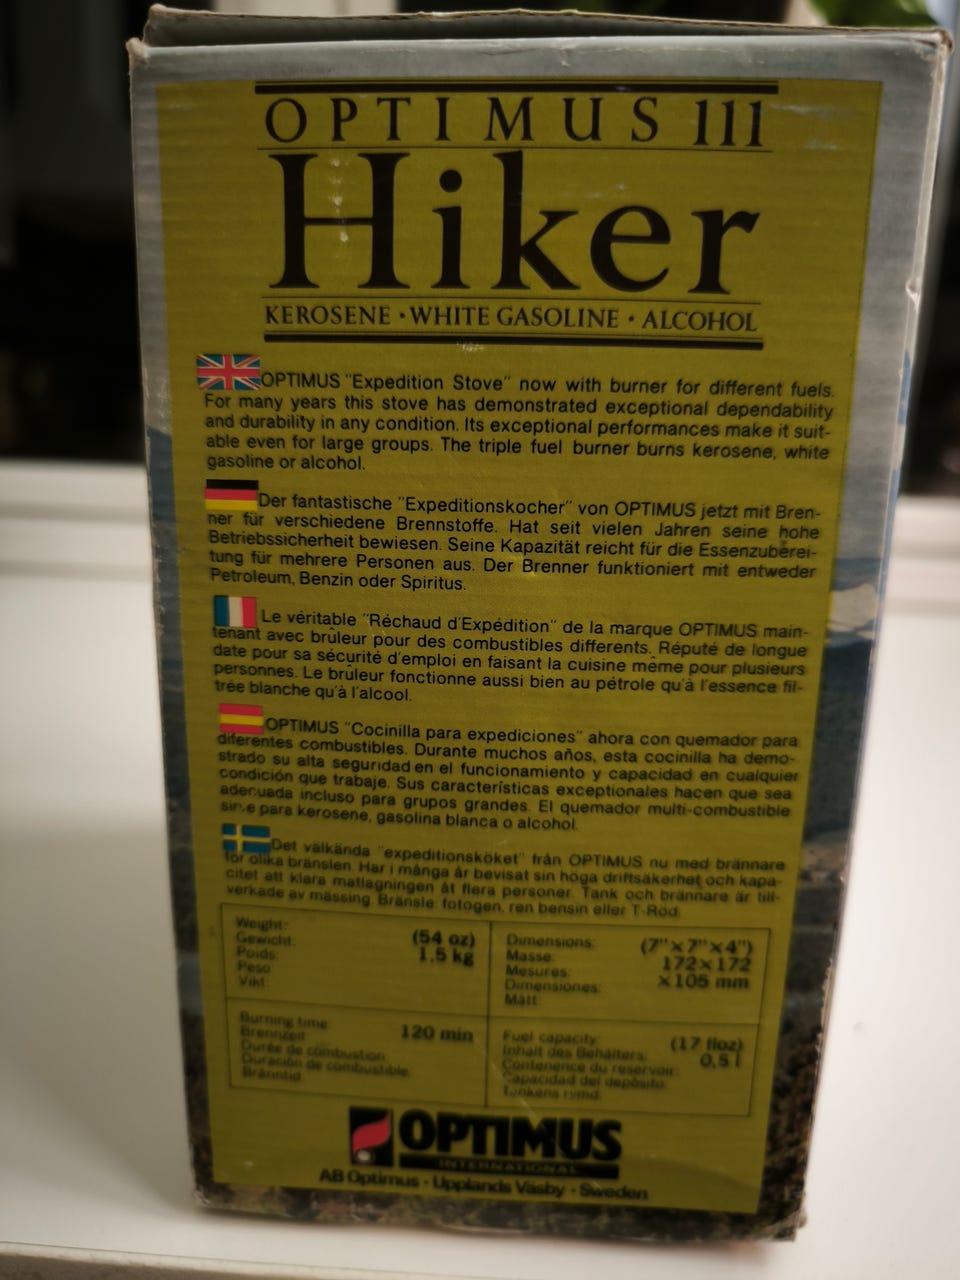 OPTIMUS 111
Hiker
KEROSENE · WHITE GASOLINE · ALCOHOL
OPTIMUS "Expedition Stove" now with burner for different fuels.
For many years this stove has demonstrated exceptional dependability
and durability in any condition. Its exceptional performances make it suit-
able even for large groups. The triple fuel burner burns kerosene, white
gasoline or alcohol.
Der fantastische "Expeditionskocher" von OPTIMUS jetzt mit Bren-
ner für verschiedene Brennstoffe. Hat seit vielen Jahren seine hohe
Betriebssicherheit bewiesen. Seine Kapazität reicht für die Essenzuberei-
tung für mehrere Personen aus. Der Brenner funktioniert mit entweder
Petroleum, Benzin oder Spiritus.
Le véritable "Réchaud d'Expédition" de la marque OPTIMUS main-
tenant avec brûleur pour des combustibles differents. Réputé de longue
date pour sa sécurité d'emploi en faisant la cuisine même pour plusieurs
personnes. Le brûleur fonctionne aussi bien au pétrole qu'à l'essence fil-
trée blanche qu'à l'alcool.
OPTIMUS "Cocinilla para expediciones" ahora con quemador para
diferentes combustibles. Durante muchos años, esta cocinilla ha demo-
strado su alta seguridad en el funcionamiento y capacidad en cualquier
condición que trabaje. Sus características exceptionales hacen que sea
adecuada incluso para grupos grandes. El quemador multi-combustible
sirve para kerosene, gasolina blanca o alcohol.
Det välkända "expeditionsköket" från OPTIMUS nu med brännare
för olika bränslen. Har i många år bevisat sin höga driftsäkerhet och kapa-
citet att klara matlagningen åt flera personer. Tank och brännare är till-
verkade av mässing. Bränsle: fotogen, ren bensin eller T-Röd.
Weight:
Gewicht: (54 oz)
Poids: 1.5 kg
Peso:
Vikt:
Dimensions: (7"×7"×4")
Masse: 172×172
Mesures: ×105 mm
Dimensiones:
Mått:
Burning time
Brennzeit 120 min
Durée de combustion
Duración de combustible
Bränntid
Fuel capacity: (17 floz)
Inhalt des Behälters: 0,5 l
Contenence du reservoir:
Capacidad del depósito:
Tankens rymd:
OPTIMUS
INTERNATIONAL
AB Optimus · Upplands Väsby · Sweden